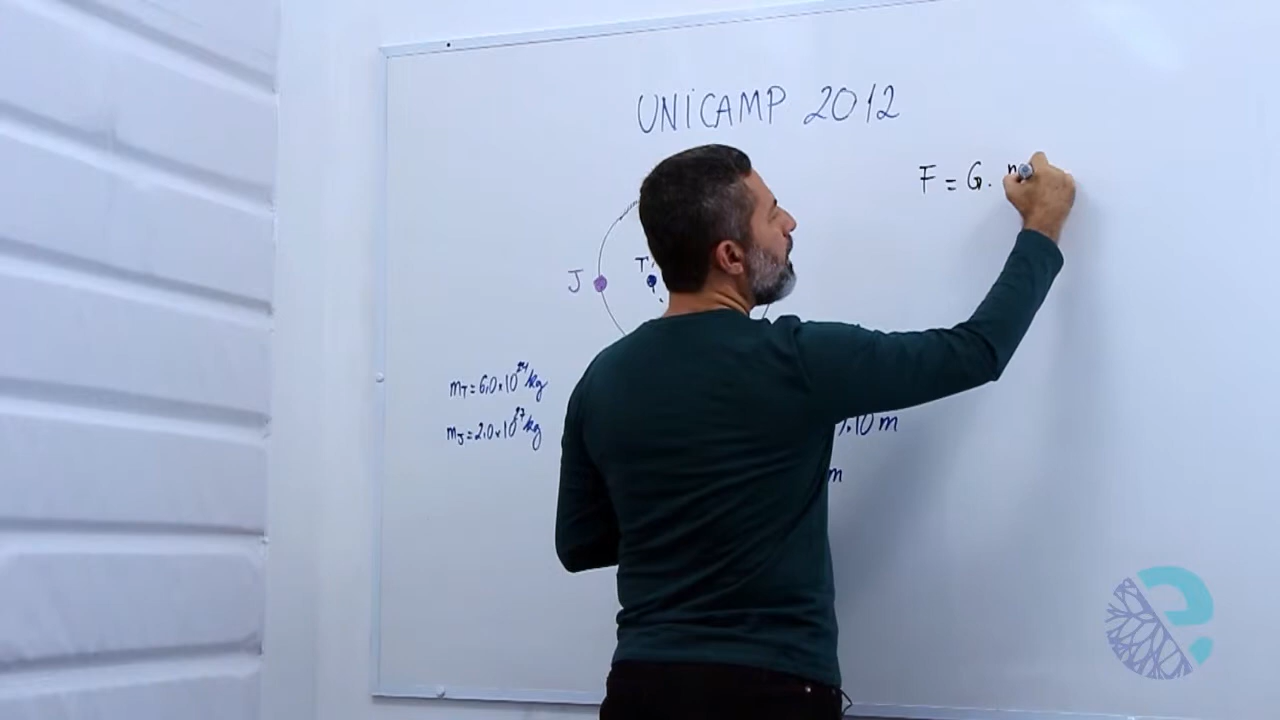 UNICAMP 2012
F = G. m
J T
m_T = 6,0×10²⁴ kg
m_J = 2,0×10²⁷ kg
.10 m
m